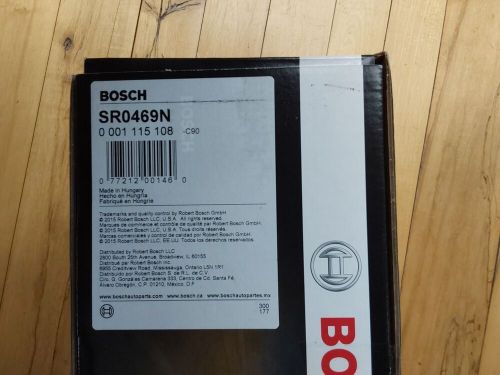 BOSCH
SR0469N
0 001 115 108 -C90
0 77212 00146 0
Made in Hungary
Hecho en Hungría
Fabriqué en Hongrie
Trademarks and quality control by Robert Bosch GmbH
© 2015 Robert Bosch LLC, U.S.A. All rights reserved.
Marques de commerce et contrôle de qualité by Robert Bosch GmbH.
© 2015 Robert Bosch LLC, U.S.A. Tous droits réservés.
Marcas comerciales y control de calidad por Robert Bosch GmbH.
© 2015 Robert Bosch LLC, EE.UU. Todos los derechos reservados.
Distributed by Robert Bosch LLC
2800 South 25th Avenue, Broadview, IL 60155
Distribué par Robert Bosch Inc.
6955 Creditview Road, Mississauga, Ontario L5N 1R1
Distribuido por Robert Bosch S. de R.L. de C.V.
Circ. G. Gonzáles Camarena 333, Centro de Cd. Santa Fé,
Álvaro Obregón, C.P. 01210, México, D.F
www.boschautoparts.com www.bosch.ca www.boschautopartes.mx
300
177
BO